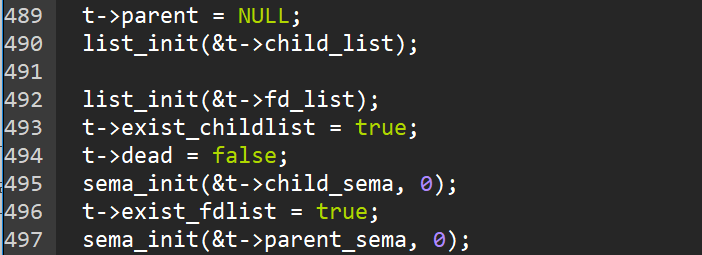 489 t->parent = NULL;
490 list_init(&t->child_list);
491
492 list_init(&t->fd_list);
493 t->exist_childlist = true;
494 t->dead = false;
495 sema_init(&t->child_sema, 0);
496 t->exist_fdlist = true;
497 sema_init(&t->parent_sema, 0);